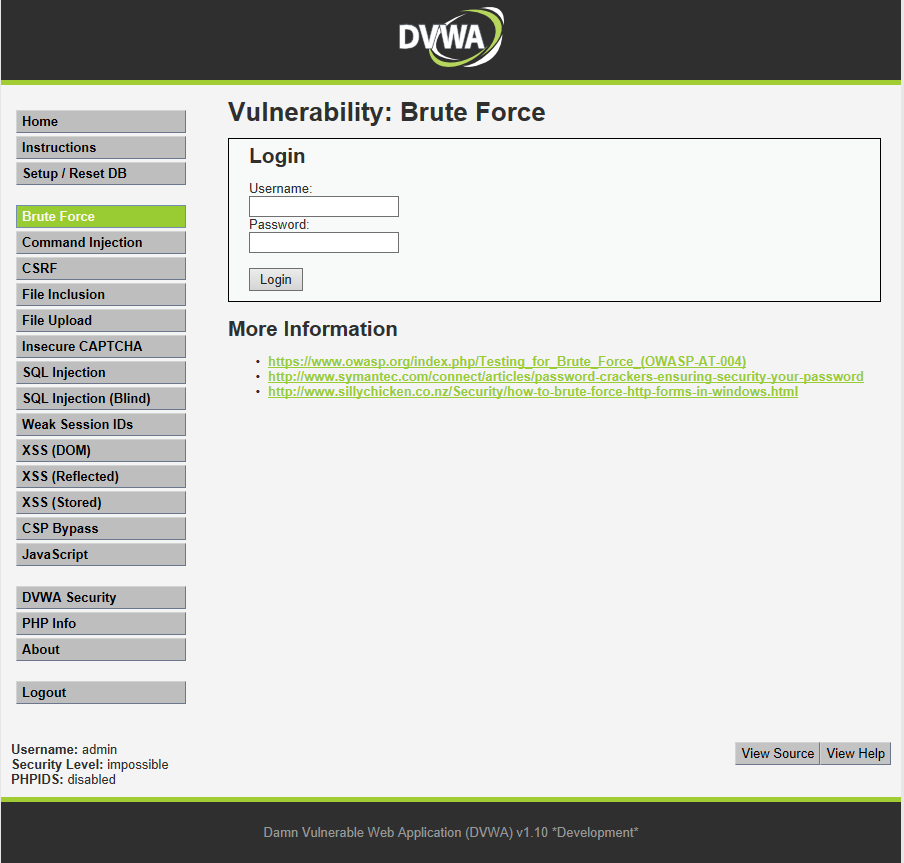 DVWA
Vulnerability: Brute Force
Home
Instructions
Setup / Reset DB
Brute Force
Command Injection
CSRF
File Inclusion
File Upload
Insecure CAPTCHA
SQL Injection
SQL Injection (Blind)
Weak Session IDs
XSS (DOM)
XSS (Reflected)
XSS (Stored)
CSP Bypass
JavaScript
DVWA Security
PHP Info
About
Logout
Login
Username:
Password:
Login
More Information
• https://www.owasp.org/index.php/Testing_for_Brute_Force_(OWASP-AT-004)
• http://www.symantec.com/connect/articles/password-crackers-ensuring-security-your-password
• http://www.sillychicken.co.nz/Security/how-to-brute-force-http-forms-in-windows.html
Username: admin
Security Level: impossible
PHPIDS: disabled
View Source View Help
Damn Vulnerable Web Application (DVWA) v1.10 *Development*